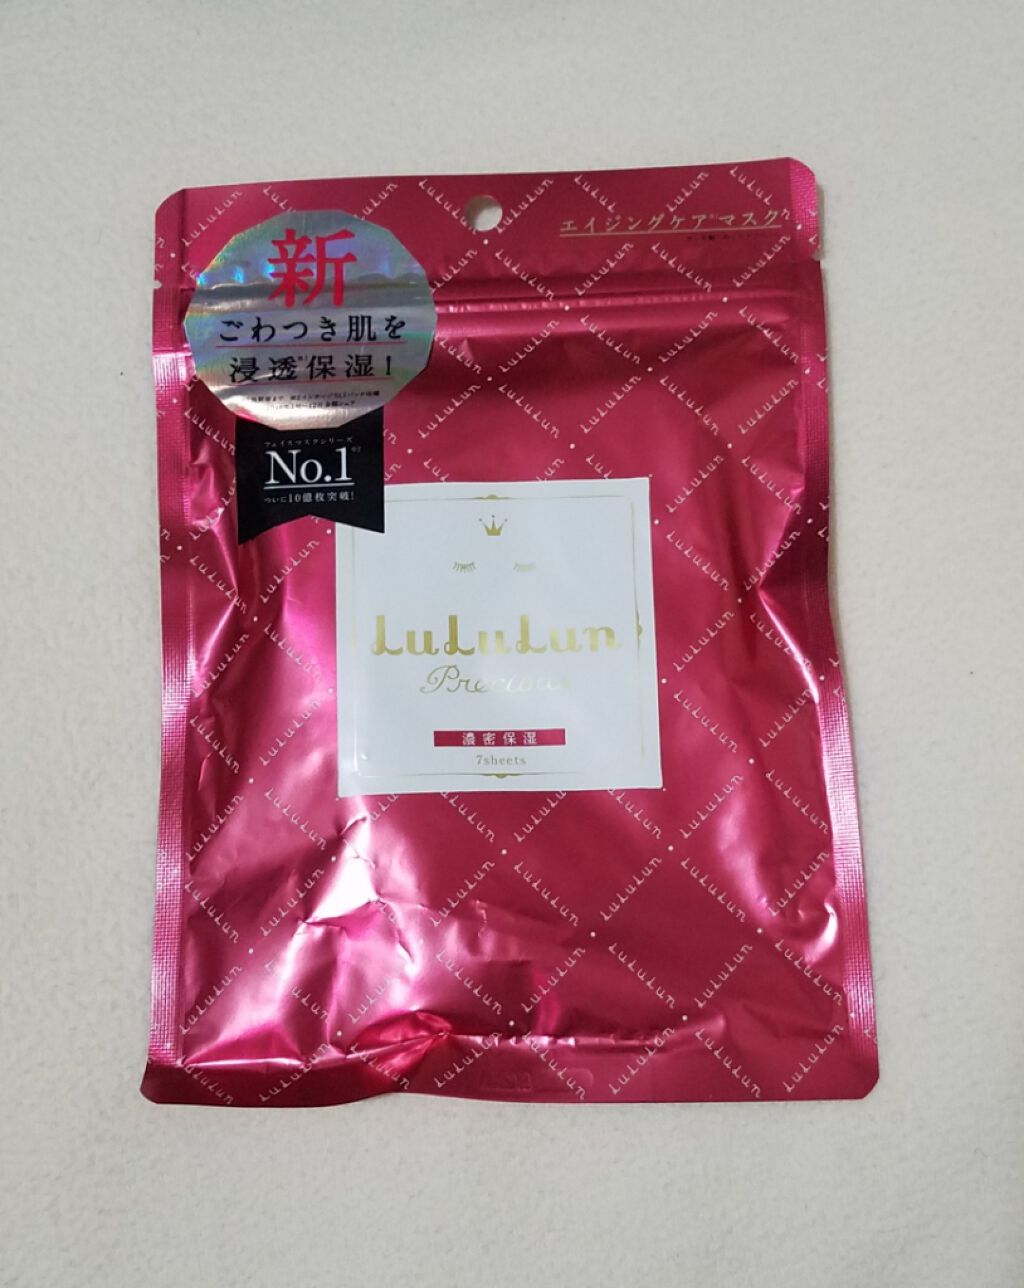 エイジングケア マスク
新
ごわつき肌を
浸透保湿!
フェイスマスクシリーズ
No.1
ついに10億枚突破!
LuLuLun
Precious
濃密保湿
7sheets